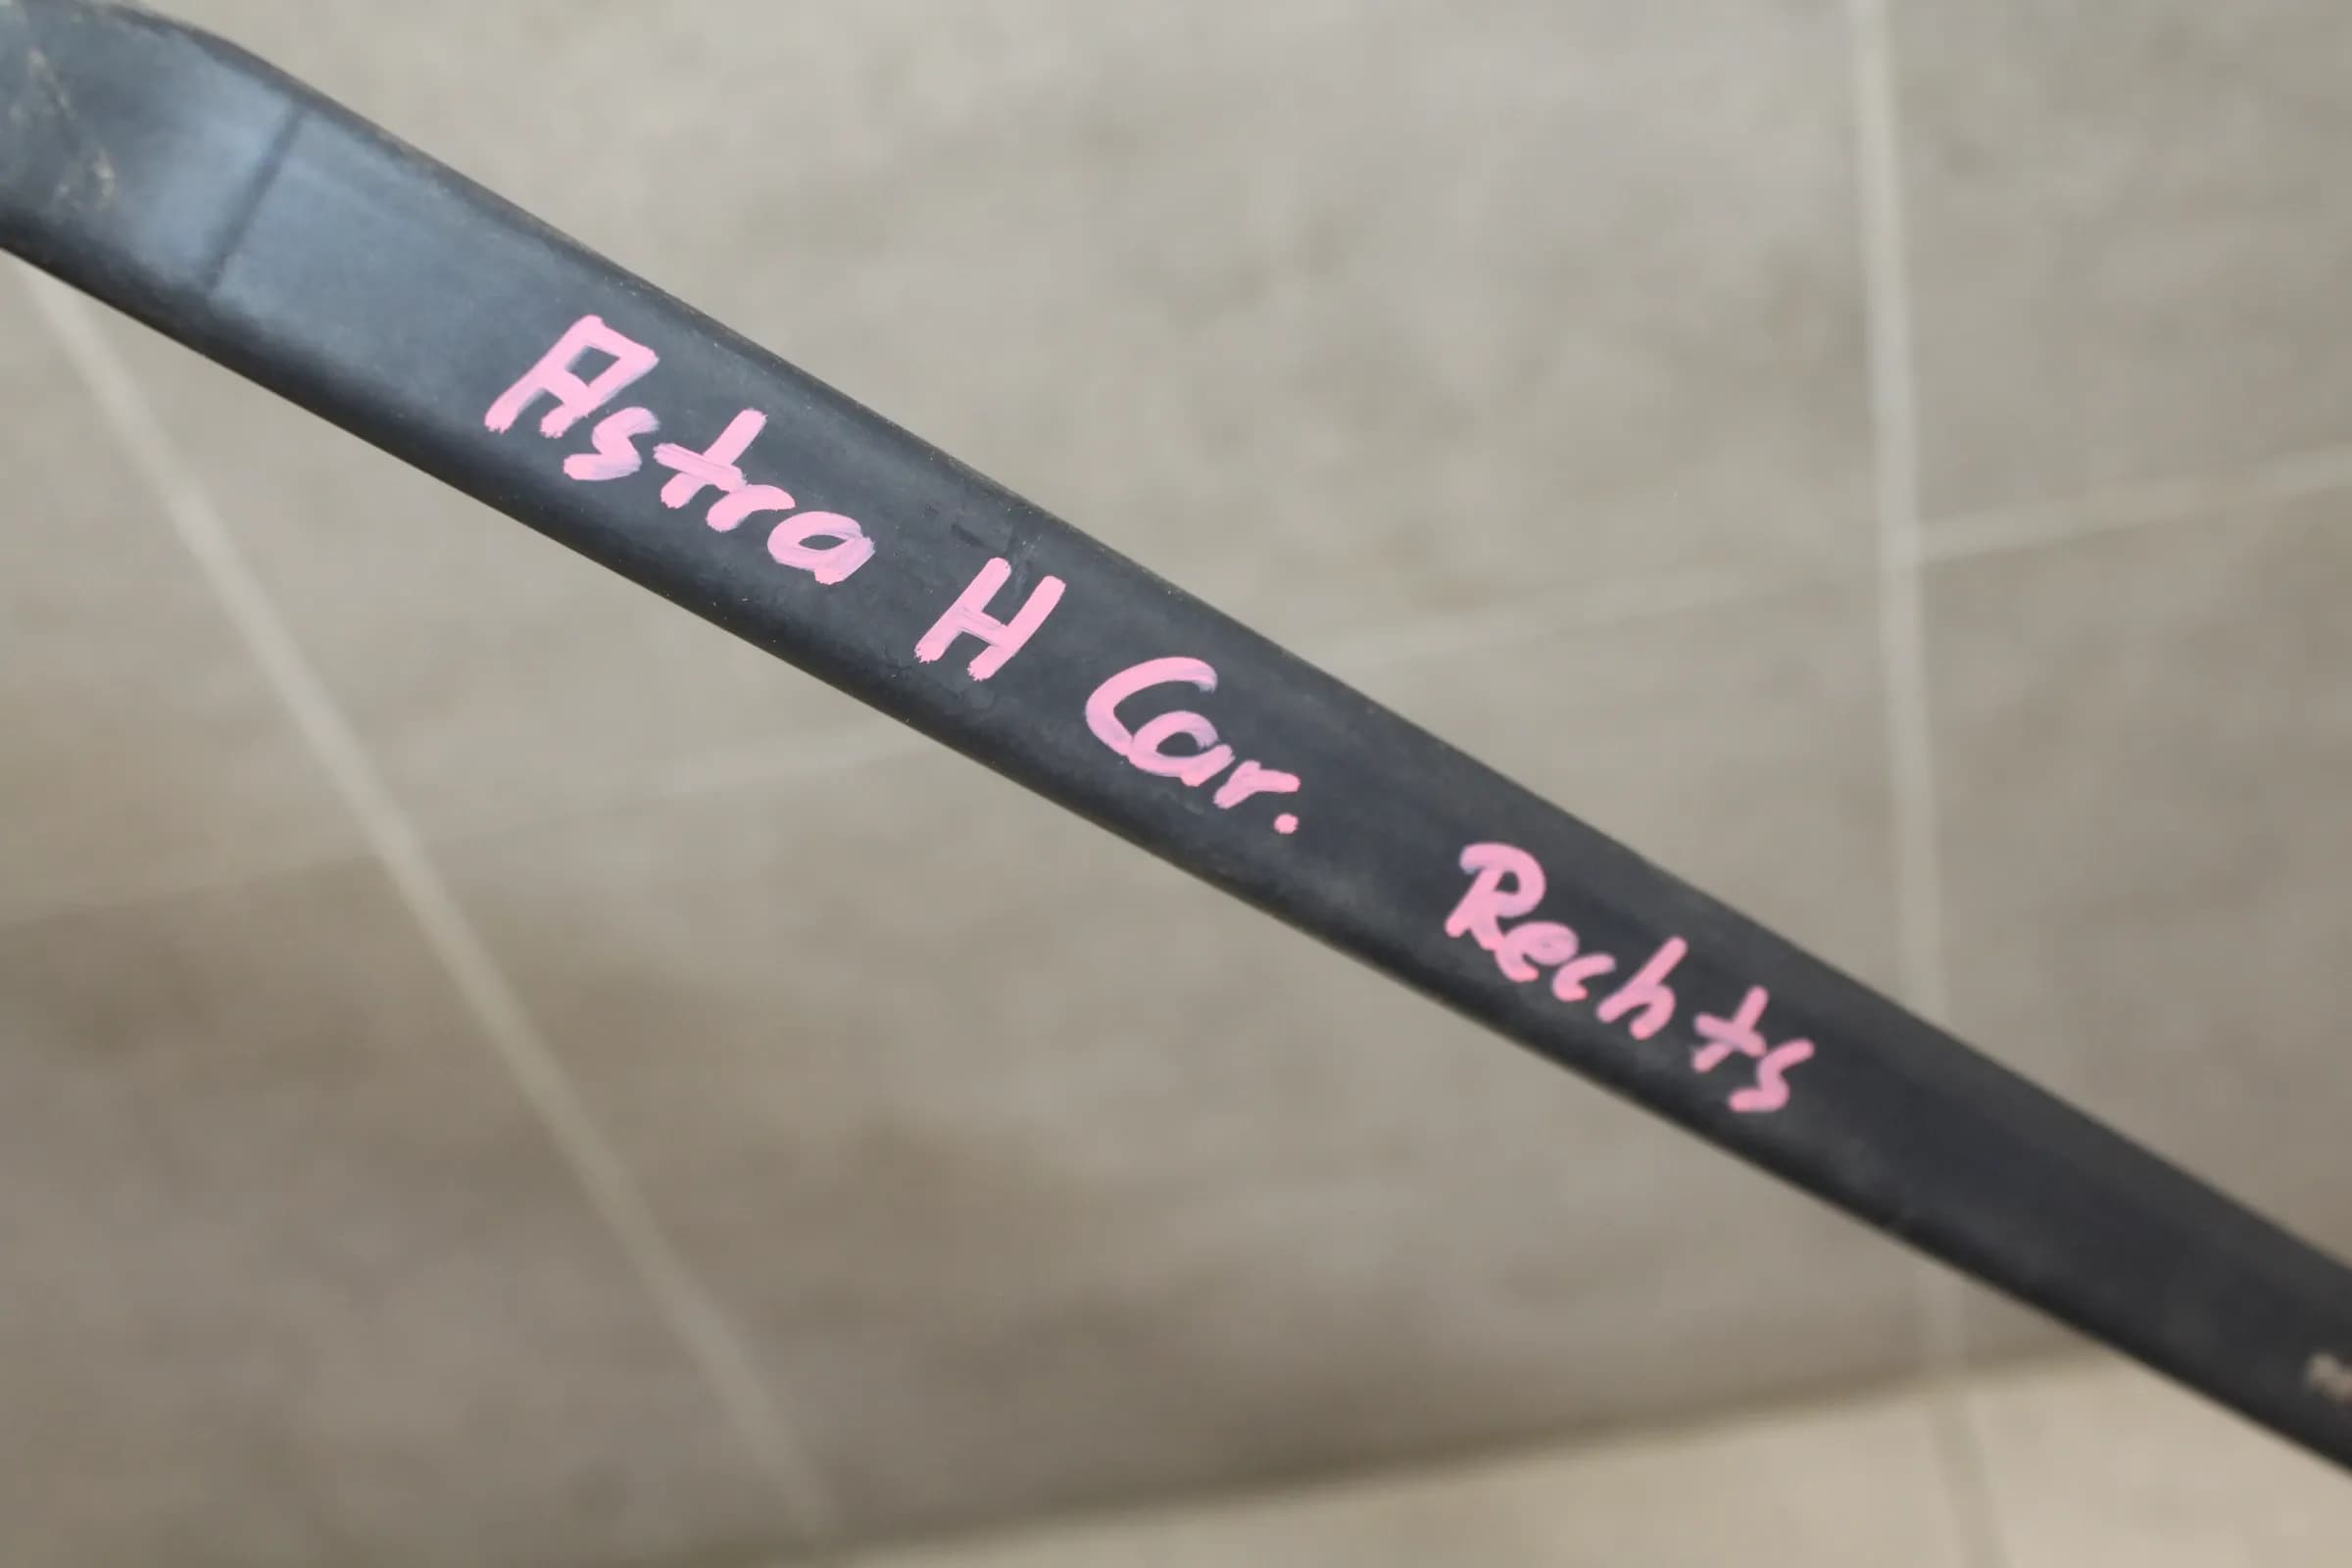 Astra H Car. Rechts